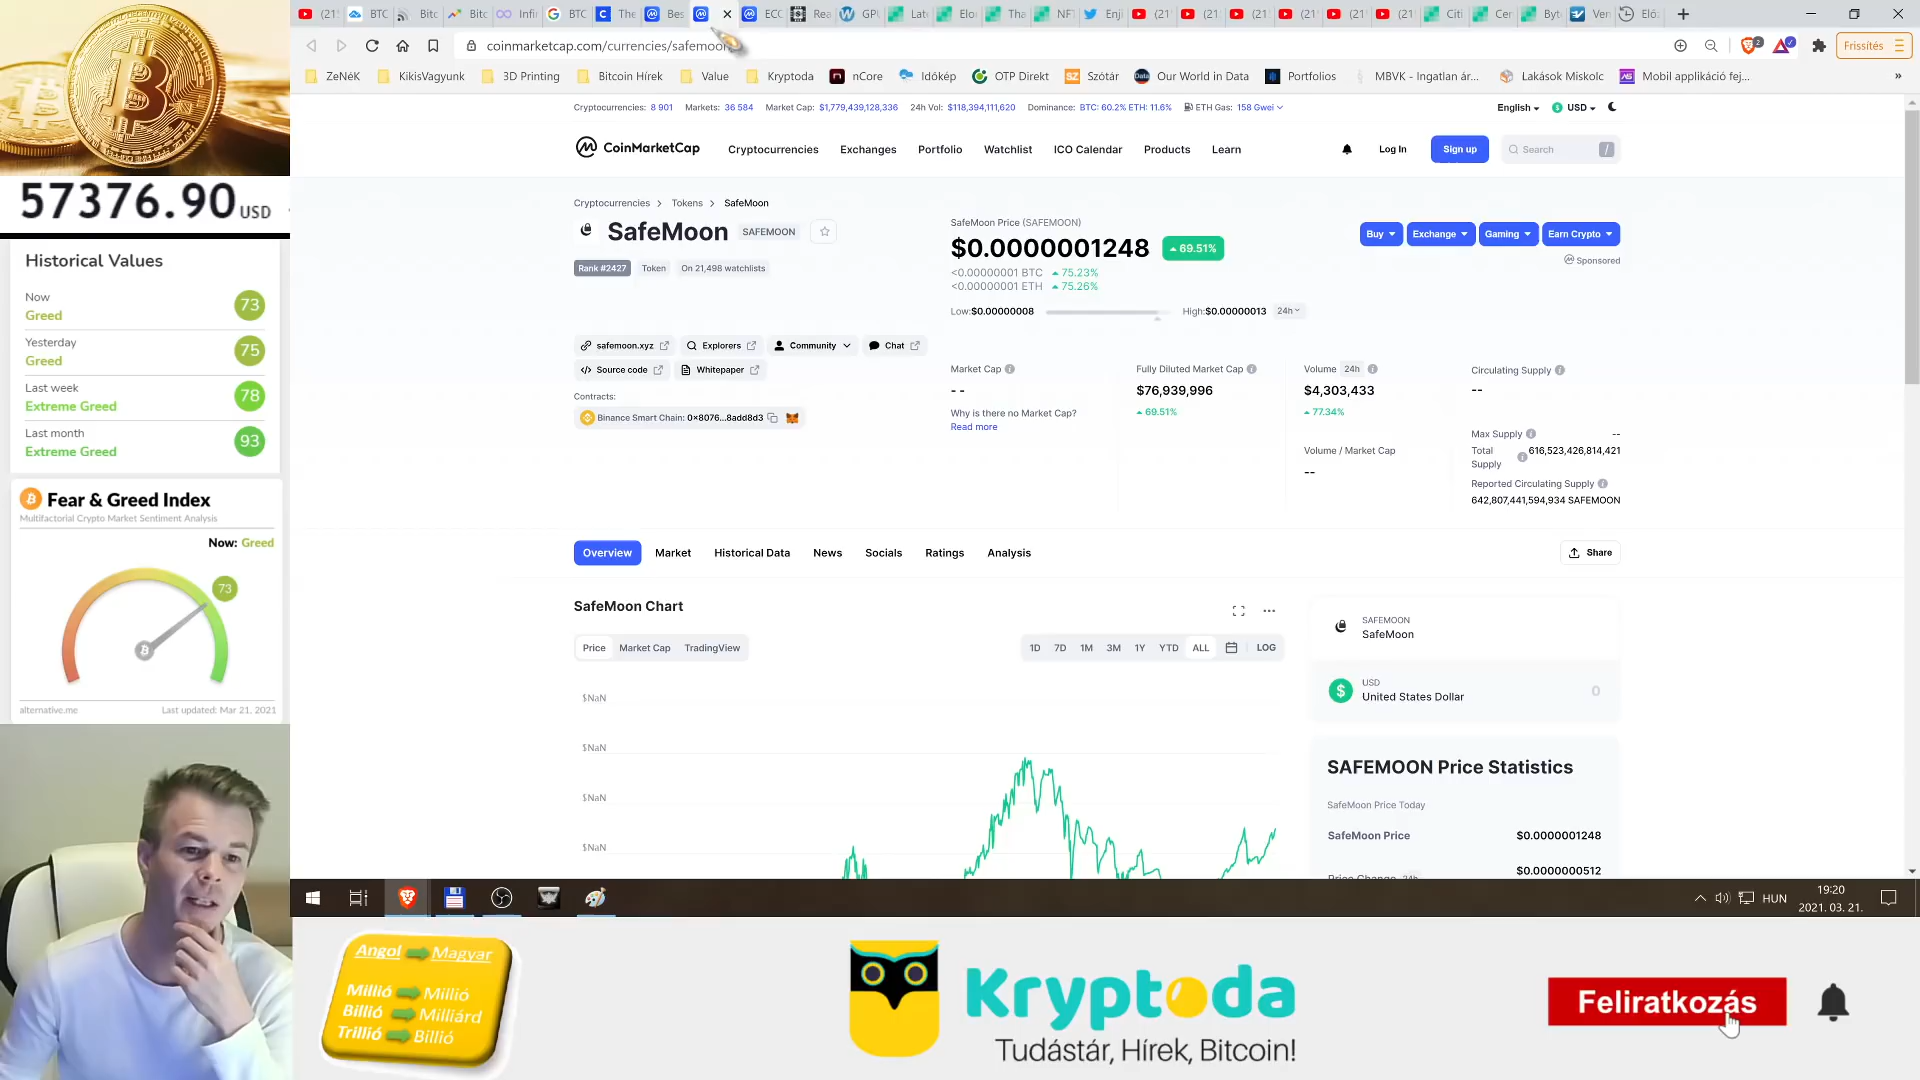 57376.90 USD
Historical Values
Now
Greed
73
Yesterday
Greed
75
Last week
Extreme Greed
78
Last month
Extreme Greed
93
Fear & Greed Index
Multifactorial Crypto Market Sentiment Analysis
Now: Greed
73
alternative.me
Last updated: Mar 21, 2021
coinmarketcap.com/currencies/safemoon
Frissítés
ZeNéK KikisVagyunk 3D Printing Bitcoin Hírek Value Kryptoda nCore Időkép OTP Direkt Szótár Our World in Data Portfolios MBVK - Ingatlan ár... Lakások Miskolc Mobil applikáció fej... »
Cryptocurrencies: 8 901 Markets: 36 584 Market Cap: $1,779,439,128,336 24h Vol: $118,394,111,620 Dominance: BTC: 60.2% ETH: 11.6% ETH Gas: 158 Gwei
English USD
CoinMarketCap Cryptocurrencies Exchanges Portfolio Watchlist ICO Calendar Products Learn Log In Sign up Search /
Cryptocurrencies > Tokens > SafeMoon
SafeMoon SAFEMOON
Rank #2427 Token On 21,498 watchlists
SafeMoon Price (SAFEMOON)
$0.0000001248 69.51%
<0.00000001 BTC 75.23%
<0.00000001 ETH 75.26%
Low:$0.00000008 High:$0.00000013 24h
Buy Exchange Gaming Earn Crypto
Sponsored
safemoon.xyz Explorers Community Chat
Source code Whitepaper
Contracts:
Binance Smart Chain: 0x8076...8add8d3
Market Cap
- -
Why is there no Market Cap?
Read more
Fully Diluted Market Cap
$76,939,996
69.51%
Volume 24h
$4,303,433
77.34%
Volume / Market Cap
--
Circulating Supply
--
Max Supply --
Total Supply 616,523,426,814,421
Reported Circulating Supply
642,807,441,594,934 SAFEMOON
Overview Market Historical Data News Socials Ratings Analysis Share
SafeMoon Chart
Price Market Cap TradingView
1D 7D 1M 3M 1Y YTD ALL LOG
$NaN
$NaN
$NaN
$NaN
SAFEMOON
SafeMoon
USD
United States Dollar
0
SAFEMOON Price Statistics
SafeMoon Price Today
SafeMoon Price $0.0000001248
$0.0000000512
Price Change 24h
HUN
19:20
2021. 03. 21.
Angol Magyar
Millió Millió
Billió Milliárd
Trillió Billió
Kryptoda
Tudástár, Hírek, Bitcoin!
Feliratkozás